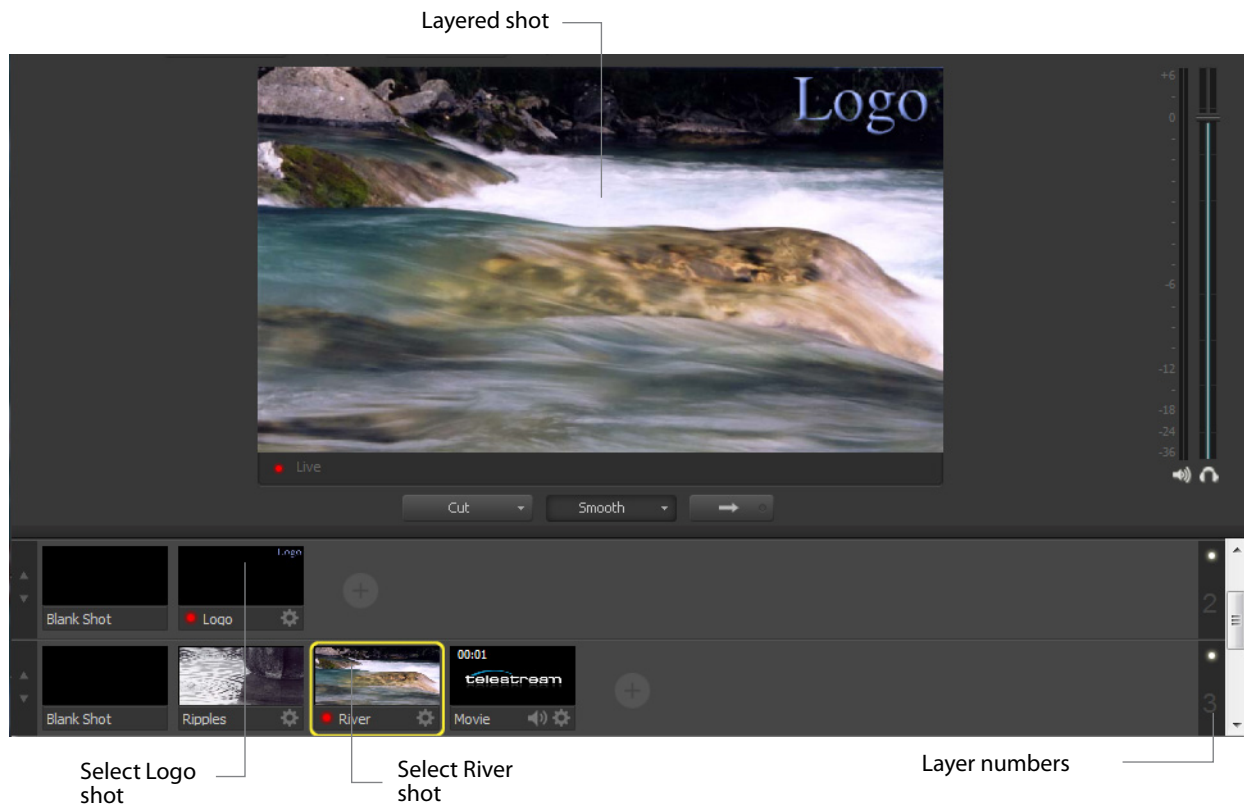 Layered shot
Logo
+6
0
-6
-12
-18
-24
-36
Live
Cut
Smooth
Logo
Blank Shot
Logo
2
00:01
telestream
Blank Shot
Ripples
River
Movie
3
Select Logo
shot
Select River
shot
Layer numbers